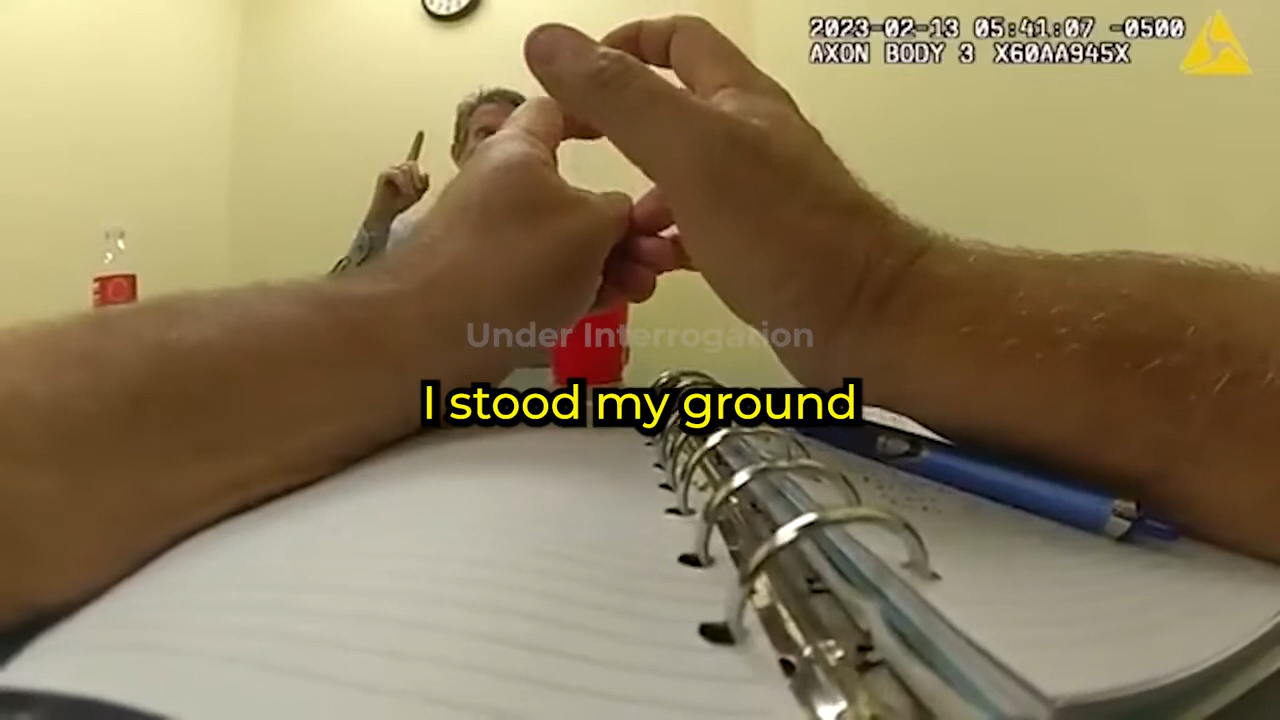 2023-02-13 05:41:07 -0500
AXON BODY 3 X60AA945X
Under Interrogation
I stood my ground